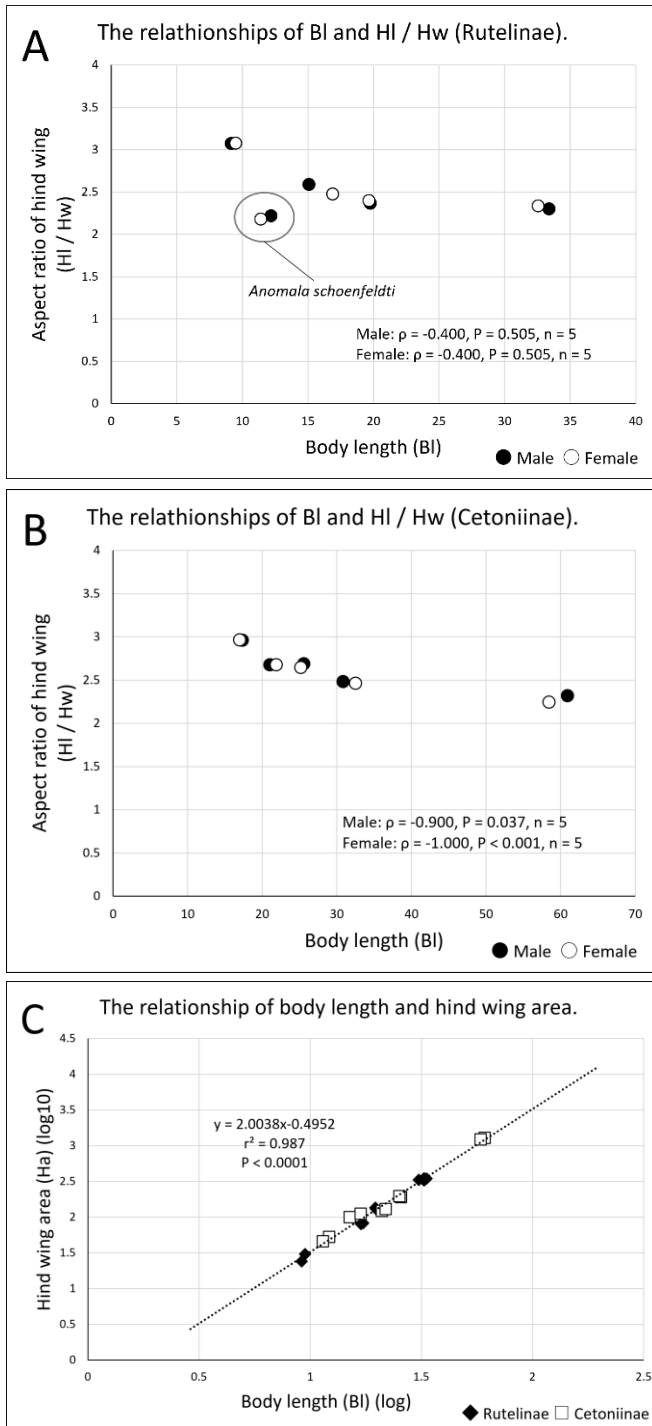 A
The relathionships of Bl and Hl / Hw (Rutelinae).
4
3.5
3
2.5
2
1.5
1
0.5
0
Aspect ratio of hind wing
(Hl / Hw)
Anomala schoenfeldti
Male: ρ = -0.400, P = 0.505, n = 5
Female: ρ = -0.400, P = 0.505, n = 5
0 5 10 15 20 25 30 35 40
Body length (Bl)
Male Female
B
The relathionships of Bl and Hl / Hw (Cetoniinae).
4
3.5
3
2.5
2
1.5
1
0.5
0
Aspect ratio of hind wing
(Hl / Hw)
Male: ρ = -0.900, P = 0.037, n = 5
Female: ρ = -1.000, P < 0.001, n = 5
0 10 20 30 40 50 60 70
Body length (Bl)
Male Female
C
The relationship of body length and hind wing area.
4.5
4
3.5
3
2.5
2
1.5
1
0.5
0
Hind wing area (Ha) (log10)
y = 2.0038x-0.4952
r² = 0.987
P < 0.0001
0 0.5 1 1.5 2 2.5
Body length (Bl) (log)
Rutelinae Cetoniinae